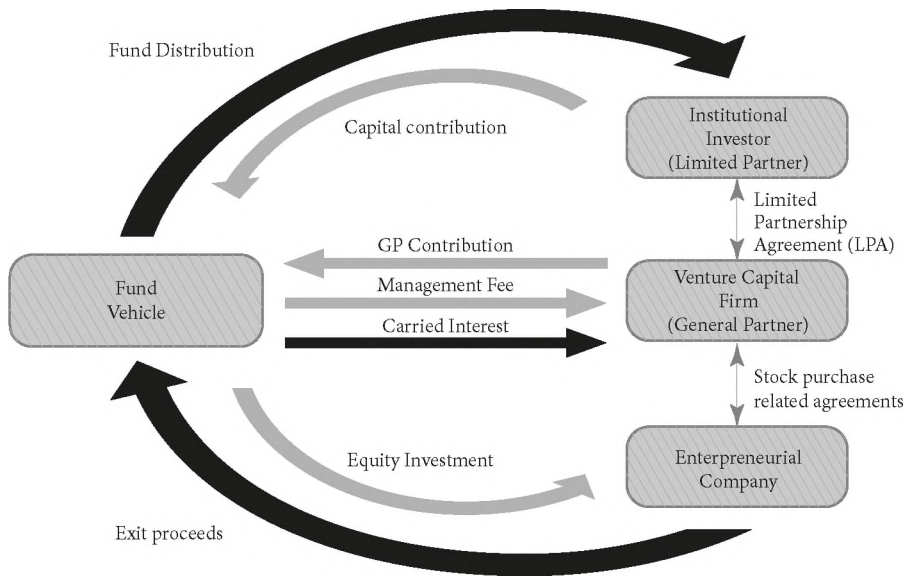 Fund Distribution
Capital contribution
Institutional
Investor
(Limited Partner)
Limited
Partnership
Agreement (LPA)
GP Contribution
Management Fee
Carried Interest
Fund
Vehicle
Venture Capital
Firm
(General Partner)
Stock purchase
related agreements
Equity Investment
Enterpreneurial
Company
Exit proceeds